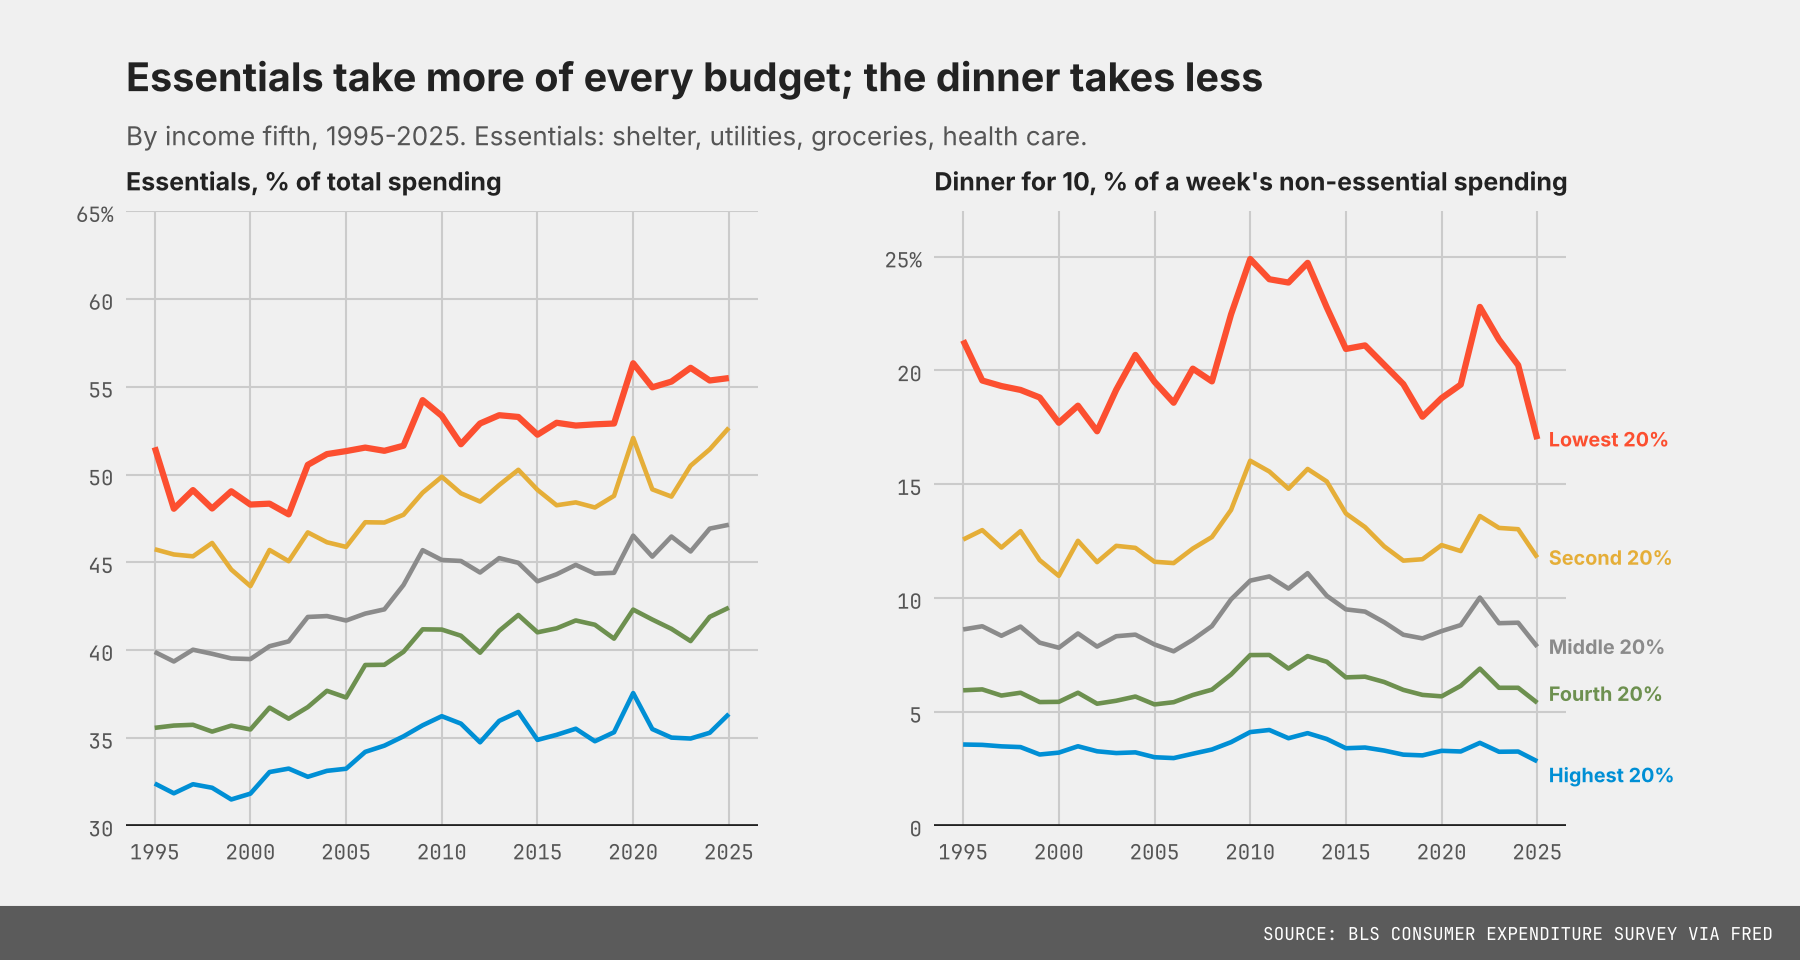 Essentials take more of every budget; the dinner takes less
By income fifth, 1995-2025. Essentials: shelter, utilities, groceries, health care.
Essentials, % of total spending
65%
60
55
50
45
40
35
30
1995 2000 2005 2010 2015 2020 2025
Dinner for 10, % of a week's non-essential spending
25%
20
15
10
5
0
1995 2000 2005 2010 2015 2020 2025
Lowest 20%
Second 20%
Middle 20%
Fourth 20%
Highest 20%
SOURCE: BLS CONSUMER EXPENDITURE SURVEY VIA FRED